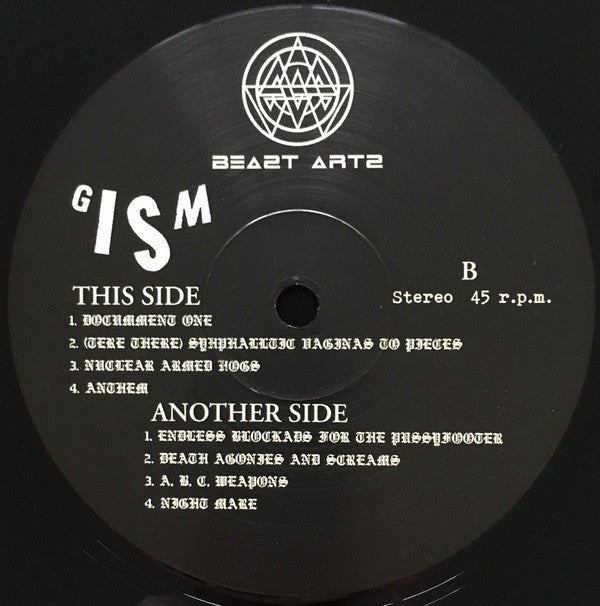 BEAST ARTS
GISM
B
Stereo 45 r.p.m.
THIS SIDE
1. DOCUMMENT ONE
2. (TERE THERE) SYHPHALLTIC VAGINAS TO PIECES
3. NUCLEAR ARMED HOGS
4. ANTHEM
ANOTHER SIDE
1. ENDLESS BLOCKADS FOR THE PUSSYFOOTER
2. DEATH AGONIES AND SCREAMS
3. A. B. C. WEAPONS
4. NIGHT MARE